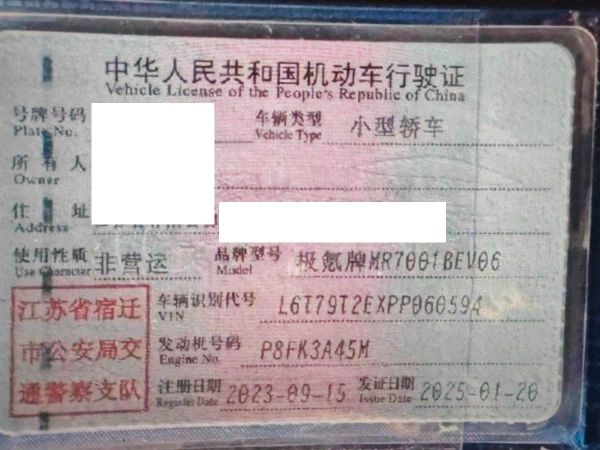 中华人民共和国机动车行驶证
Vehicle License of the People's Republic of China
号牌号码 车辆类型 小型轿车
Plate No. Vehicle Type
所有人
Owner
住址
Address
使用性质 非营运 品牌型号 极氪牌MR7001BEV06
Use Character Model
江苏省宿迁市公安局交通警察支队
车辆识别代号 L6T79T2EXPP060594
VIN
发动机号码 P8FK3A45M
Engine No.
注册日期 2023-09-15 发证日期 2025-01-20
Register Date Issue Date